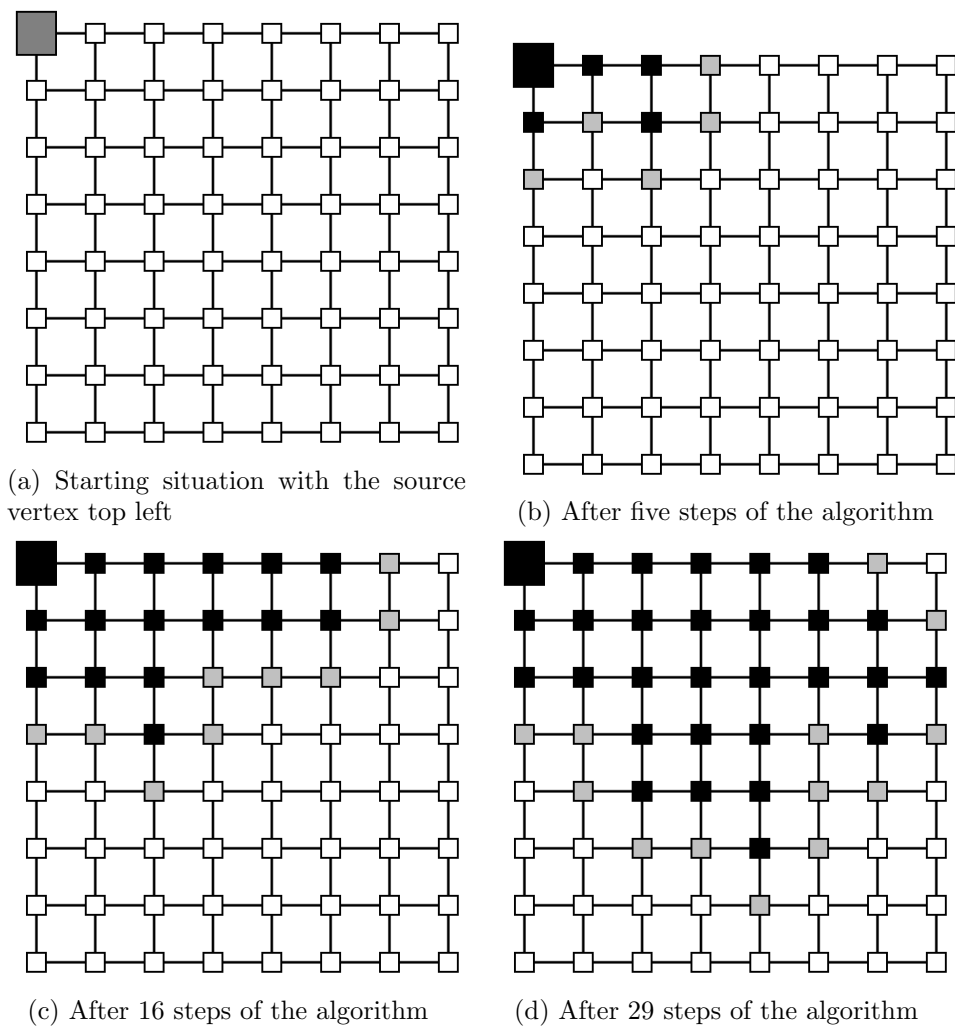 (a) Starting situation with the source
vertex top left
(b) After five steps of the algorithm
(c) After 16 steps of the algorithm
(d) After 29 steps of the algorithm